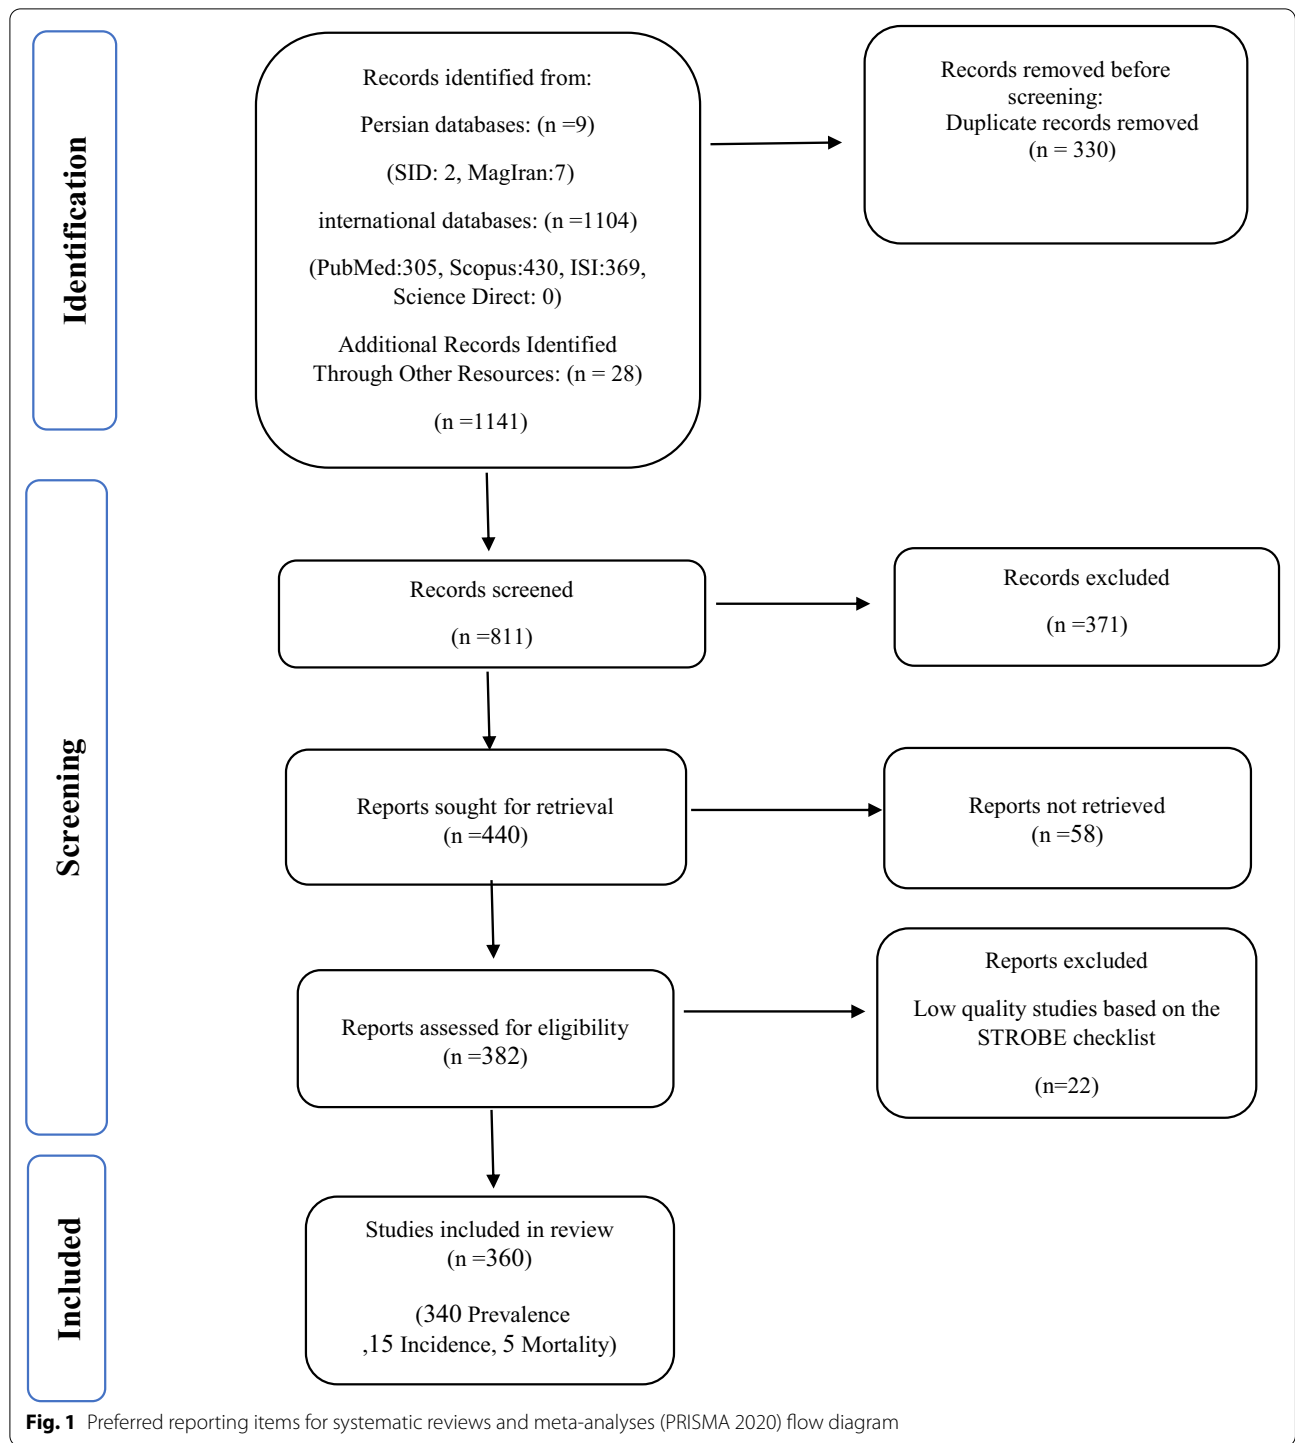 Identification
Records identified from:
Persian databases: (n =9)
(SID: 2, MagIran:7)
international databases: (n =1104)
(PubMed:305, Scopus:430, ISI:369,
Science Direct: 0)
Additional Records Identified
Through Other Resources: (n = 28)
(n =1141)
Records removed before
screening:
Duplicate records removed
(n = 330)
Screening
Records screened
(n =811)
Records excluded
(n =371)
Reports sought for retrieval
(n =440)
Reports not retrieved
(n =58)
Reports assessed for eligibility
(n =382)
Reports excluded
Low quality studies based on the
STROBE checklist
(n=22)
Included
Studies included in review
(n =360)
(340 Prevalence
,15 Incidence, 5 Mortality)
Fig. 1 Preferred reporting items for systematic reviews and meta-analyses (PRISMA 2020) flow diagram